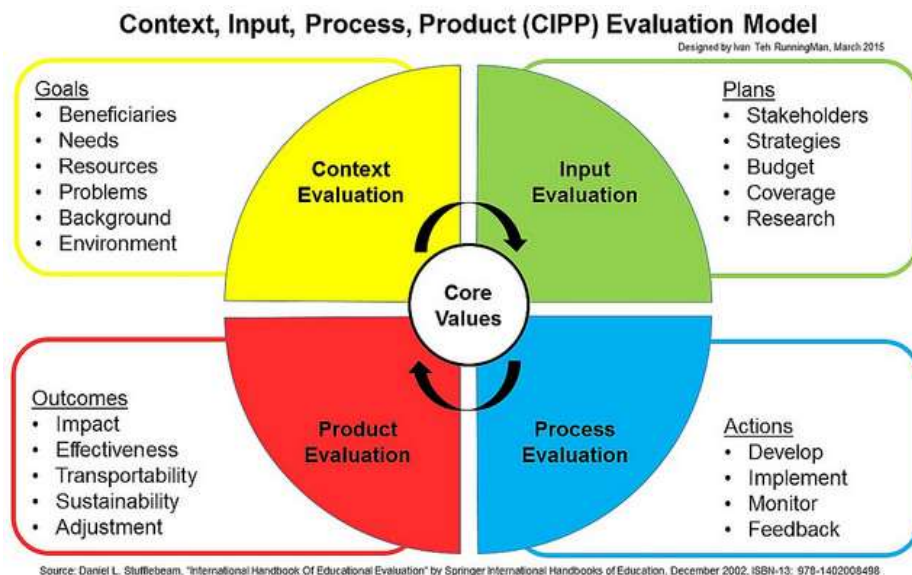 Context, Input, Process, Product (CIPP) Evaluation Model
Designed by Ivan Teh RunningMan, March 2015
Goals
• Beneficiaries
• Needs
• Resources
• Problems
• Background
• Environment
Context
Evaluation
Input
Evaluation
Plans
• Stakeholders
• Strategies
• Budget
• Coverage
• Research
Core
Values
Outcomes
• Impact
• Effectiveness
• Transportability
• Sustainability
• Adjustment
Product
Evaluation
Process
Evaluation
Actions
• Develop
• Implement
• Monitor
• Feedback
Source: Daniel L. Stufflebeam. "International Handbook Of Educational Evaluation" by Springer International Handbooks of Education. December 2002. ISBN-13: 978-1402008498